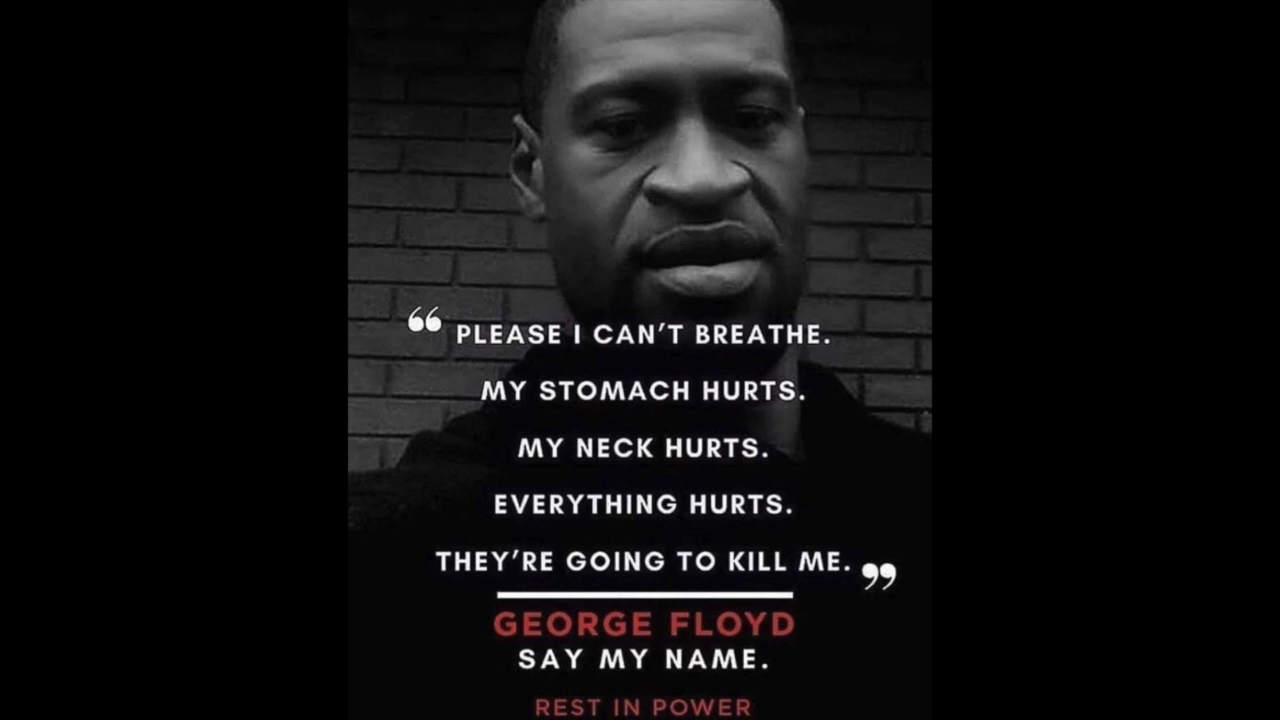 “ PLEASE I CAN’T BREATHE.
MY STOMACH HURTS.
MY NECK HURTS.
EVERYTHING HURTS.
THEY’RE GOING TO KILL ME. ”
GEORGE FLOYD
SAY MY NAME.
REST IN POWER